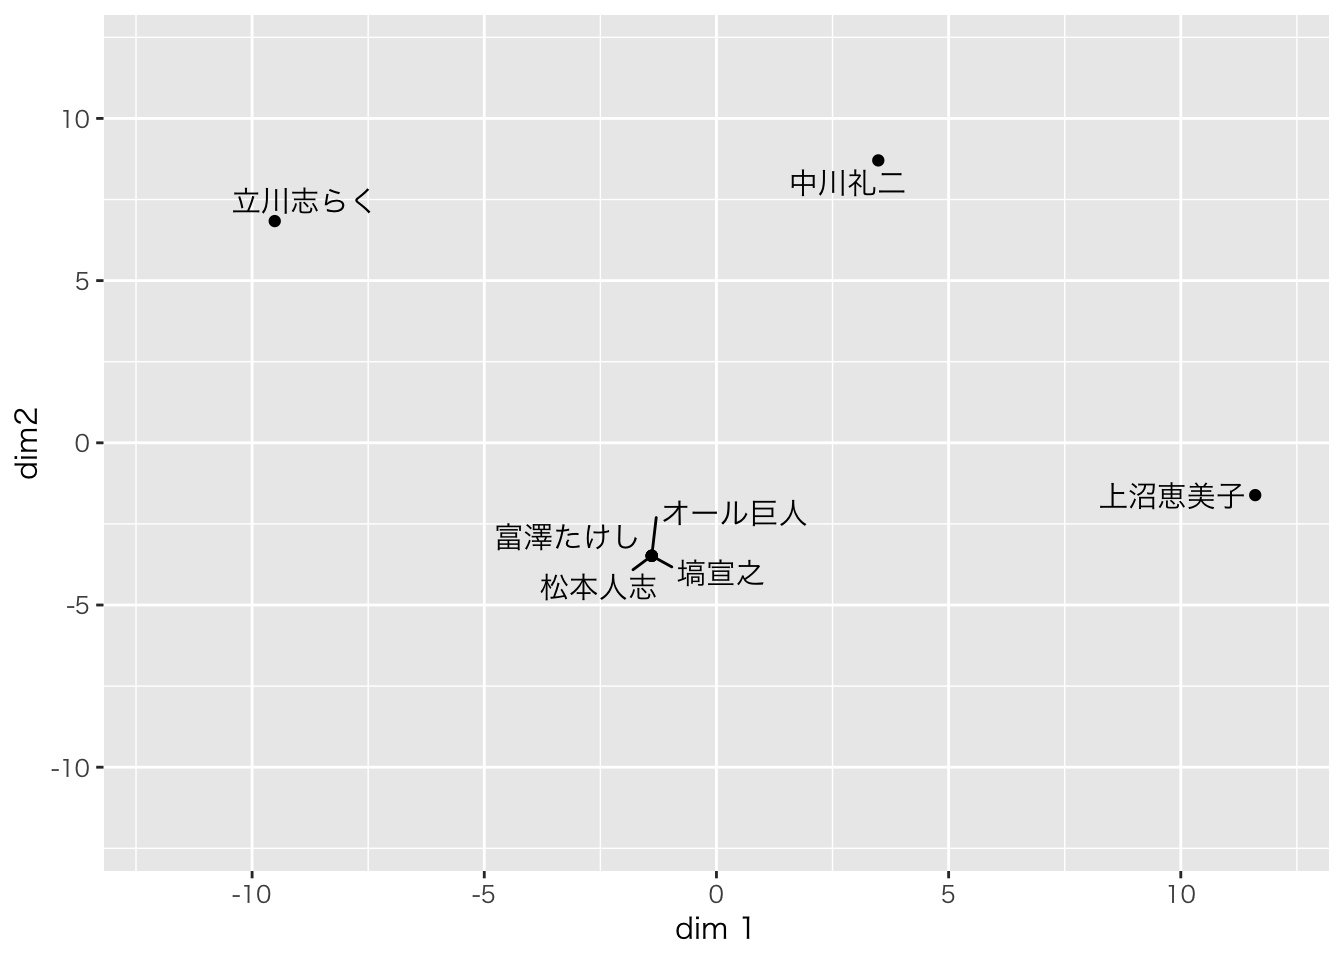 10
5
0
-5
-10
dim2
立川志らく
中川礼二
上沼恵美子
オール巨人
富澤たけし
塙宣之
松本人志
-10
-5
0
5
10
dim 1